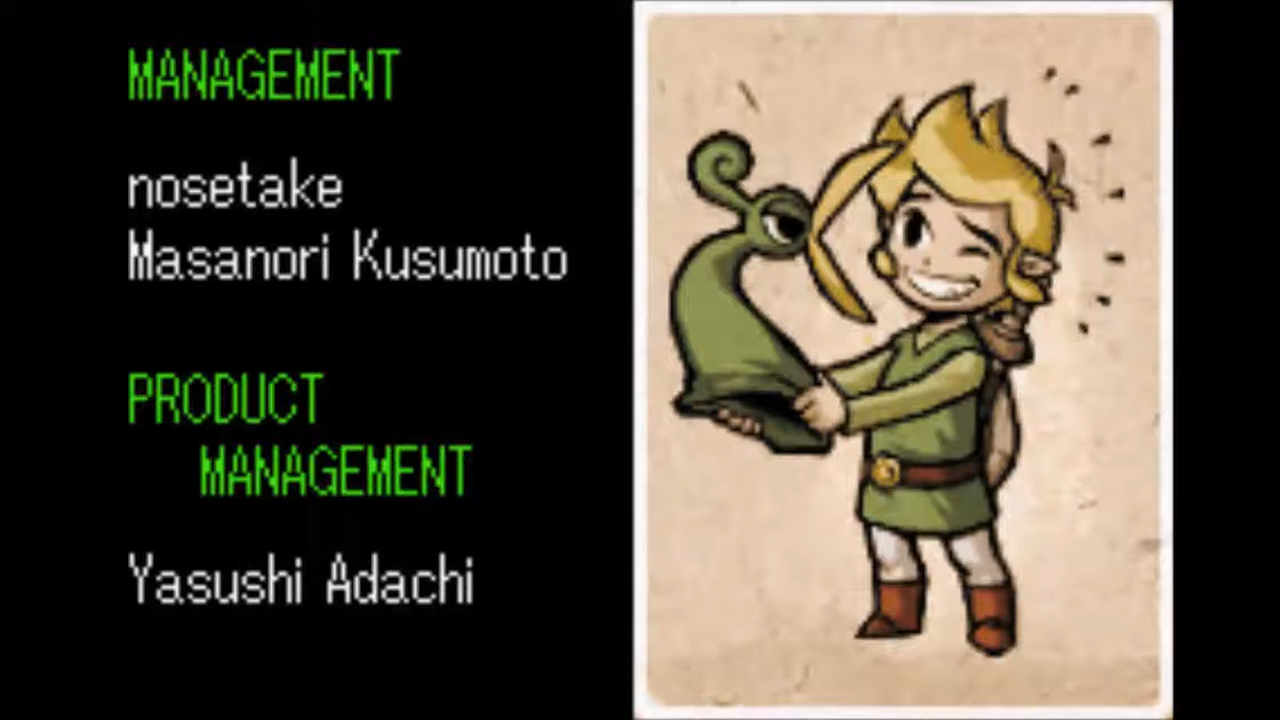 MANAGEMENT
nosetake
Masanori Kusumoto
PRODUCT
MANAGEMENT
Yasushi Adachi